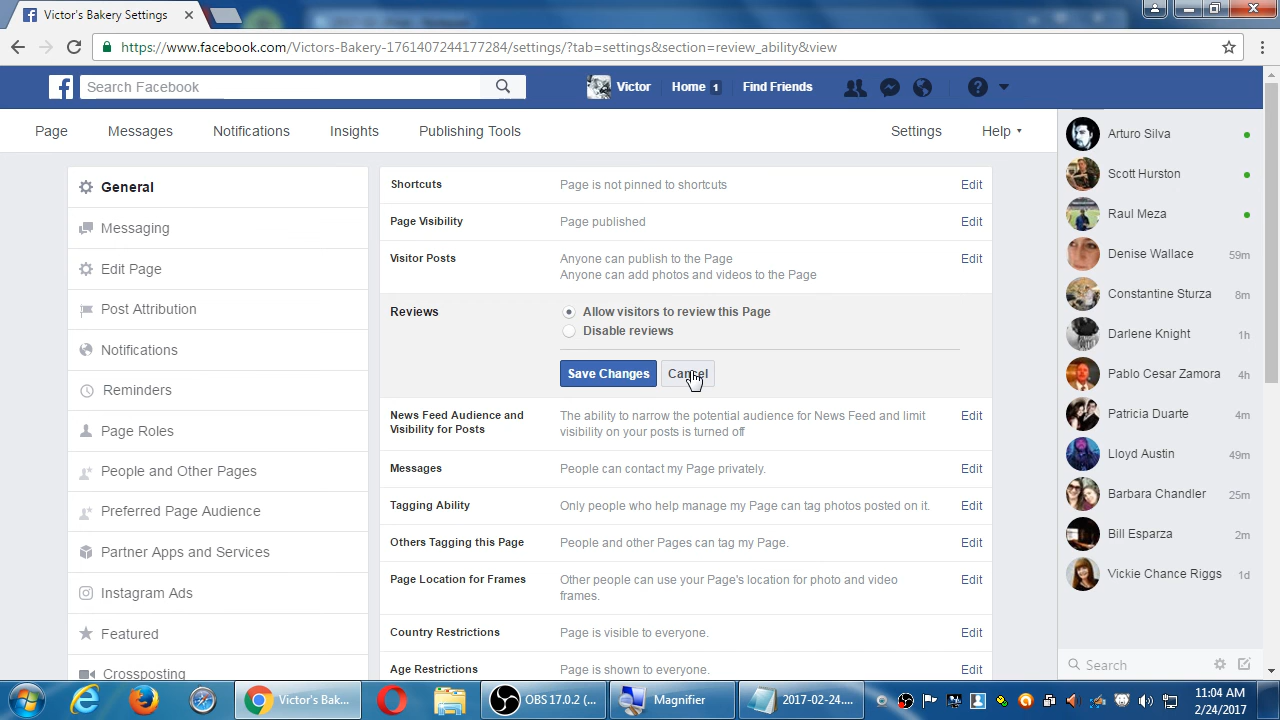 Victor's Bakery Settings
https://www.facebook.com/Victors-Bakery-1761407244177284/settings/?tab=settings&section=review_ability&view
Search Facebook
Victor
Home 1
Find Friends
Page
Messages
Notifications
Insights
Publishing Tools
Settings
Help
General
Messaging
Edit Page
Post Attribution
Notifications
Reminders
Page Roles
People and Other Pages
Preferred Page Audience
Partner Apps and Services
Instagram Ads
Featured
Crossposting
Shortcuts
Page is not pinned to shortcuts
Edit
Page Visibility
Page published
Edit
Visitor Posts
Anyone can publish to the Page
Anyone can add photos and videos to the Page
Edit
Reviews
Allow visitors to review this Page
Disable reviews
Save Changes
Cancel
News Feed Audience and
Visibility for Posts
The ability to narrow the potential audience for News Feed and limit
visibility on your posts is turned off
Edit
Messages
People can contact my Page privately.
Edit
Tagging Ability
Only people who help manage my Page can tag photos posted on it.
Edit
Others Tagging this Page
People and other Pages can tag my Page.
Edit
Page Location for Frames
Other people can use your Page's location for photo and video
frames.
Edit
Country Restrictions
Page is visible to everyone.
Edit
Age Restrictions
Page is shown to everyone.
Edit
Arturo Silva
Scott Hurston
Raul Meza
Denise Wallace 59m
Constantine Sturza 8m
Darlene Knight 1h
Pablo Cesar Zamora 4h
Patricia Duarte 4m
Lloyd Austin 49m
Barbara Chandler 25m
Bill Esparza 2m
Vickie Chance Riggs 1d
Search
Victor's Bak...
OBS 17.0.2 (...
Magnifier
2017-02-24....
11:04 AM
2/24/2017